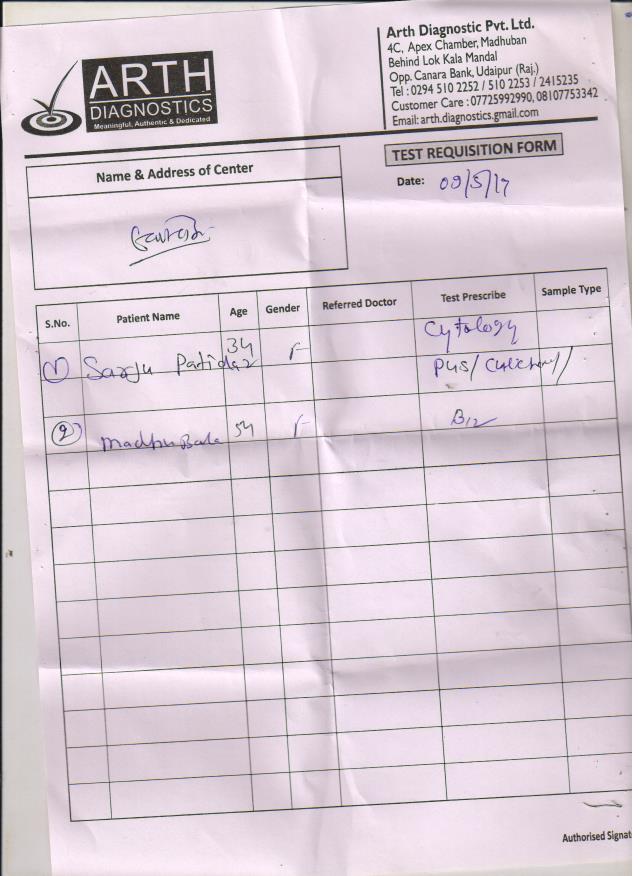 ARTH
DIAGNOSTICS
Meaningful, Authentic & Dedicated
Arth Diagnostic Pvt. Ltd.
4C, Apex Chamber, Madhuban
Behind Lok Kala Mandal
Opp. Canara Bank, Udaipur (Raj.)
Tel : 0294 510 2252 / 510 2253 / 2415235
Customer Care : 07725992990, 08107753342
Email: arth.diagnostics.gmail.com
TEST REQUISITION FORM
Date: 09/5/17
Name & Address of Center
S.No. Patient Name Age Gender Referred Doctor Test Prescribe Sample Type
1 Sarju Patidar 34 F Cytology
Pus/
2 Madhu Bala 54 F B12
Authorised Signat